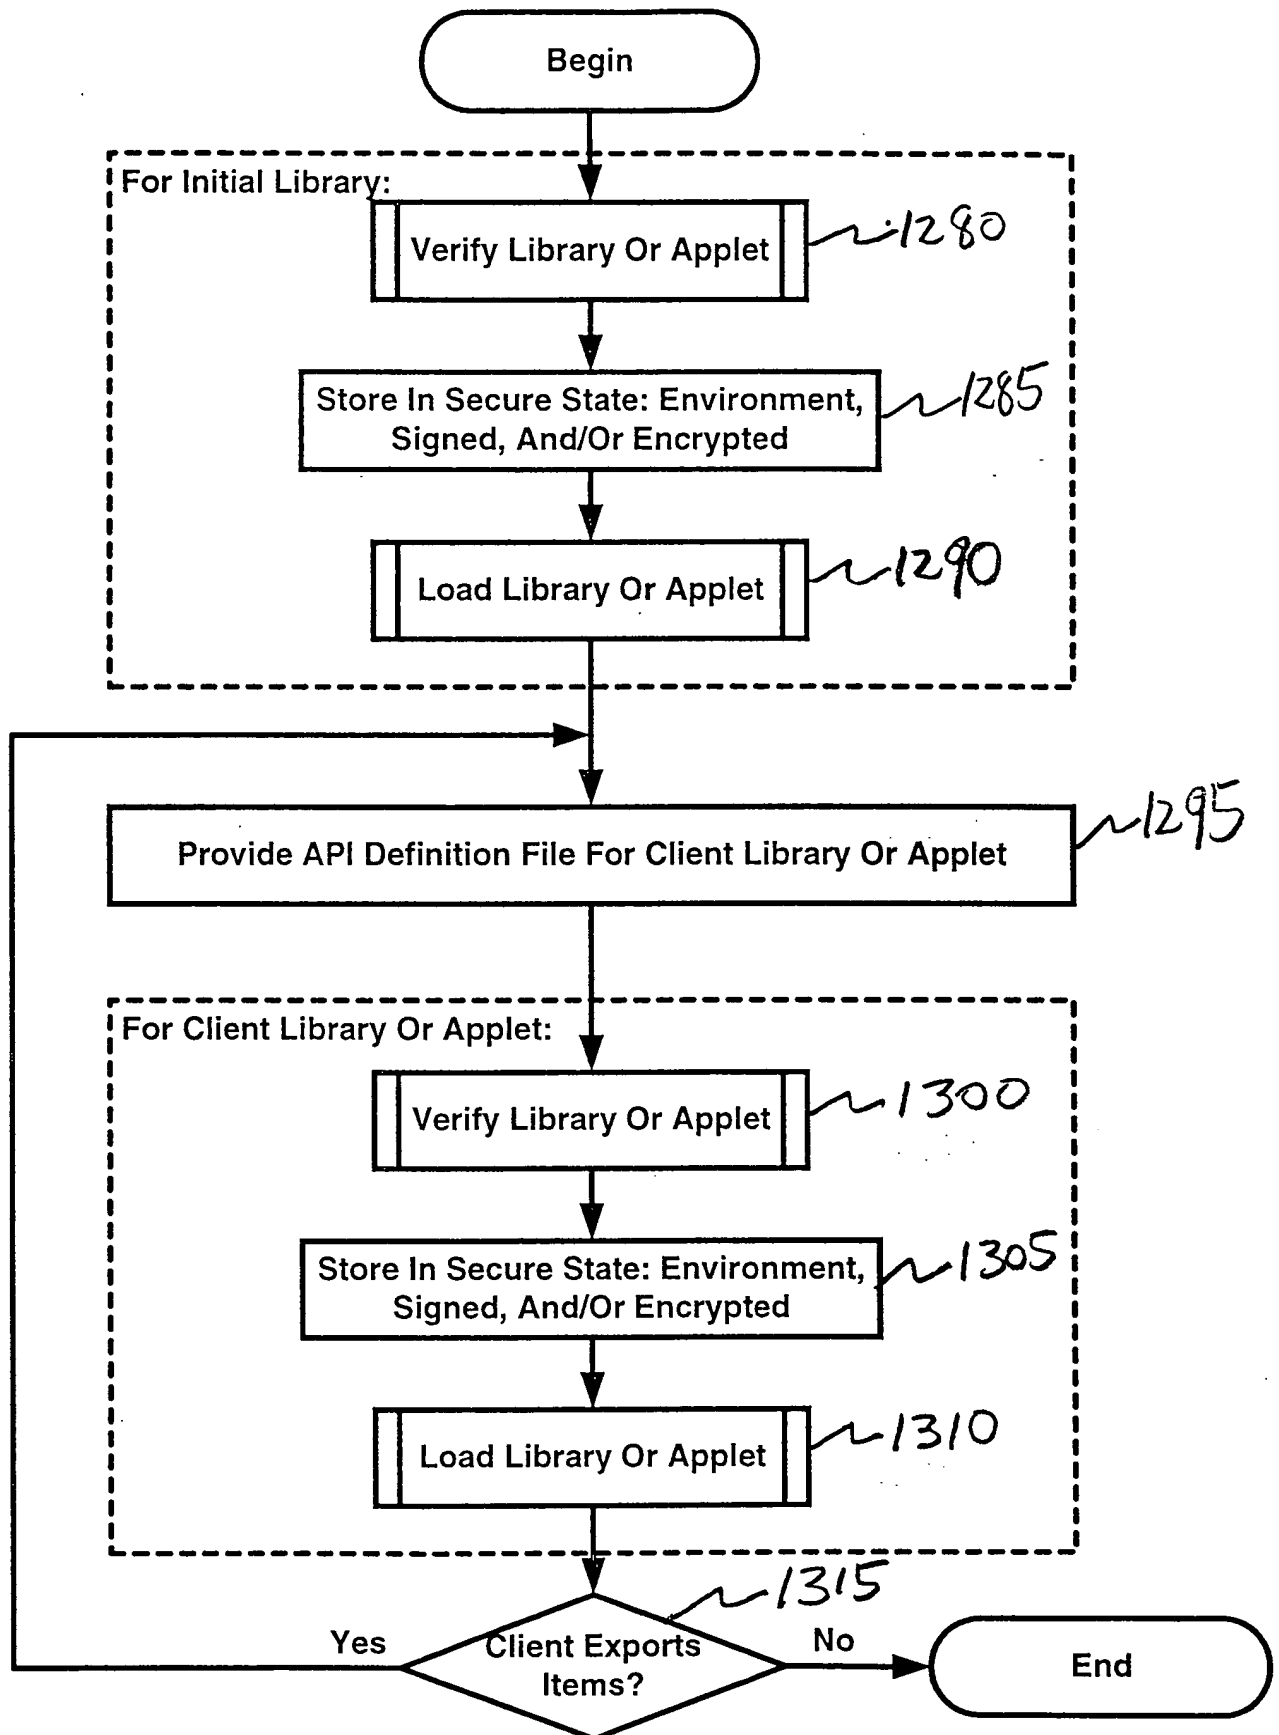 Begin
For Initial Library:
Verify Library Or Applet
1280
Store In Secure State: Environment,
Signed, And/Or Encrypted
1285
Load Library Or Applet
1290
Provide API Definition File For Client Library Or Applet
1295
For Client Library Or Applet:
Verify Library Or Applet
1300
Store In Secure State: Environment,
Signed, And/Or Encrypted
1305
Load Library Or Applet
1310
1315
Yes
Client Exports
Items?
No
End